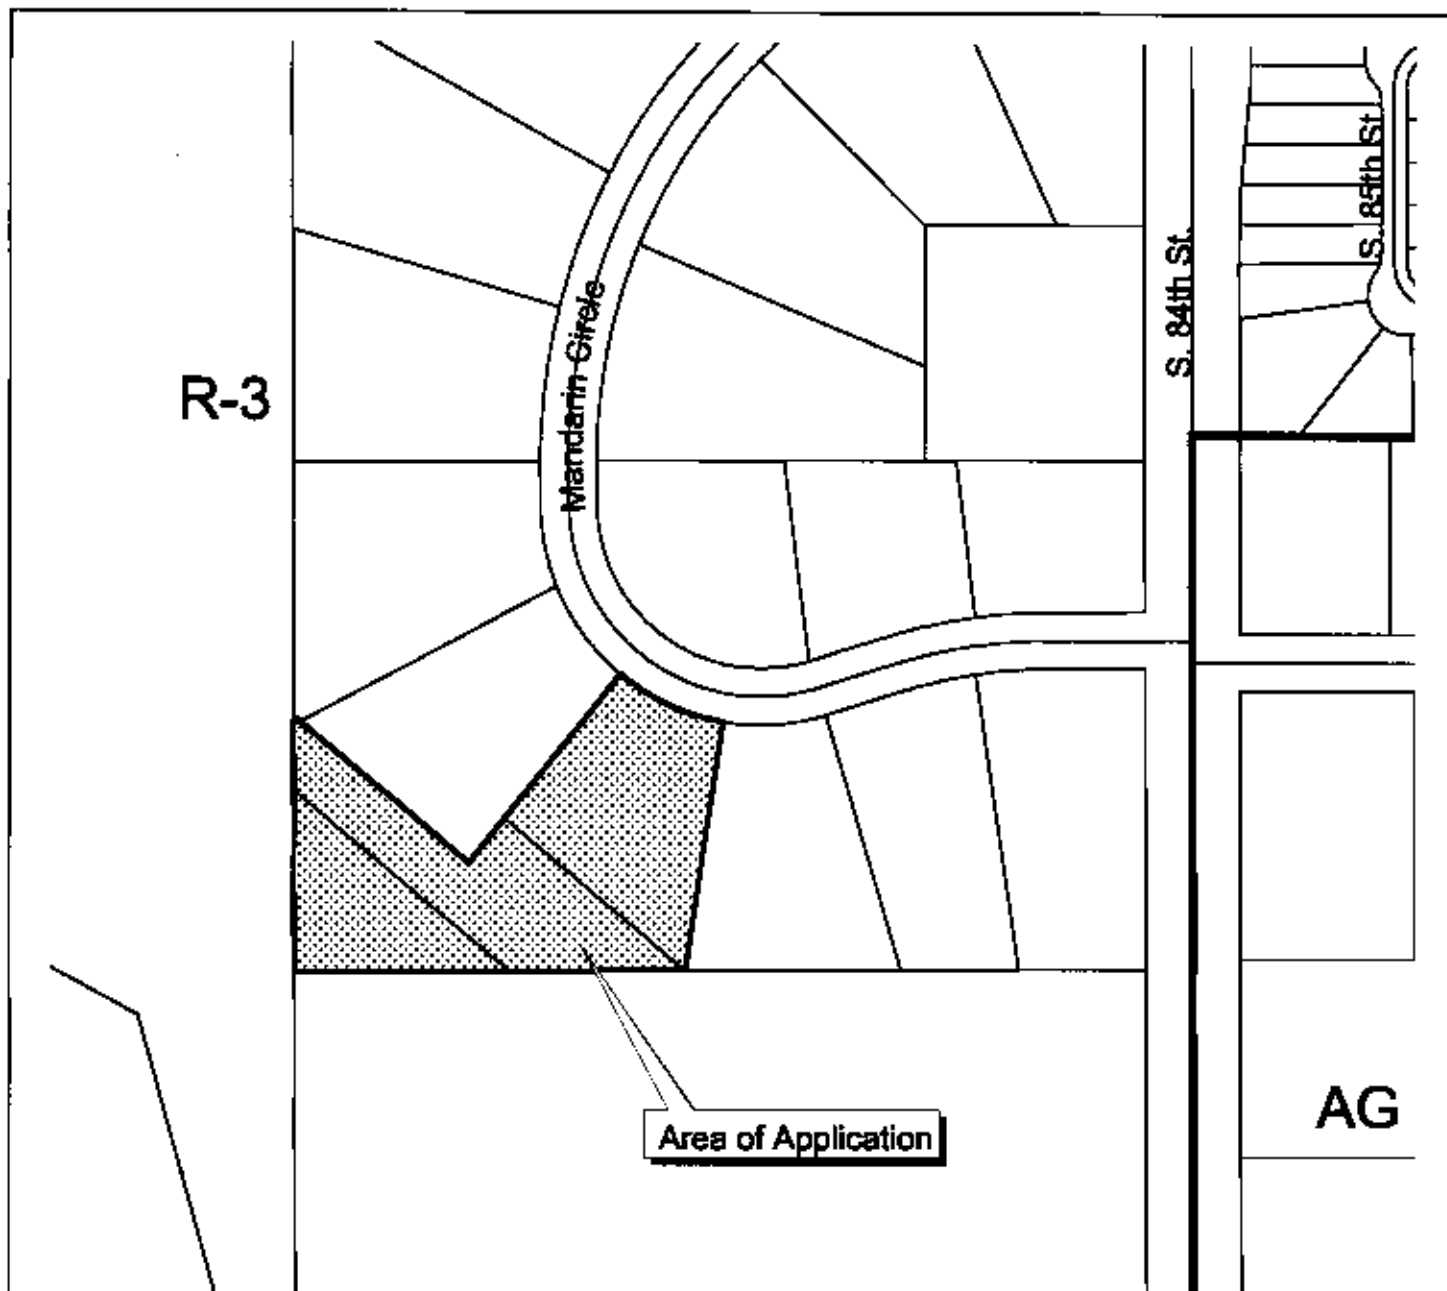 S. 85th St.
S. 84th St.
Mandarin Circle
R-3
AG
Area of Application